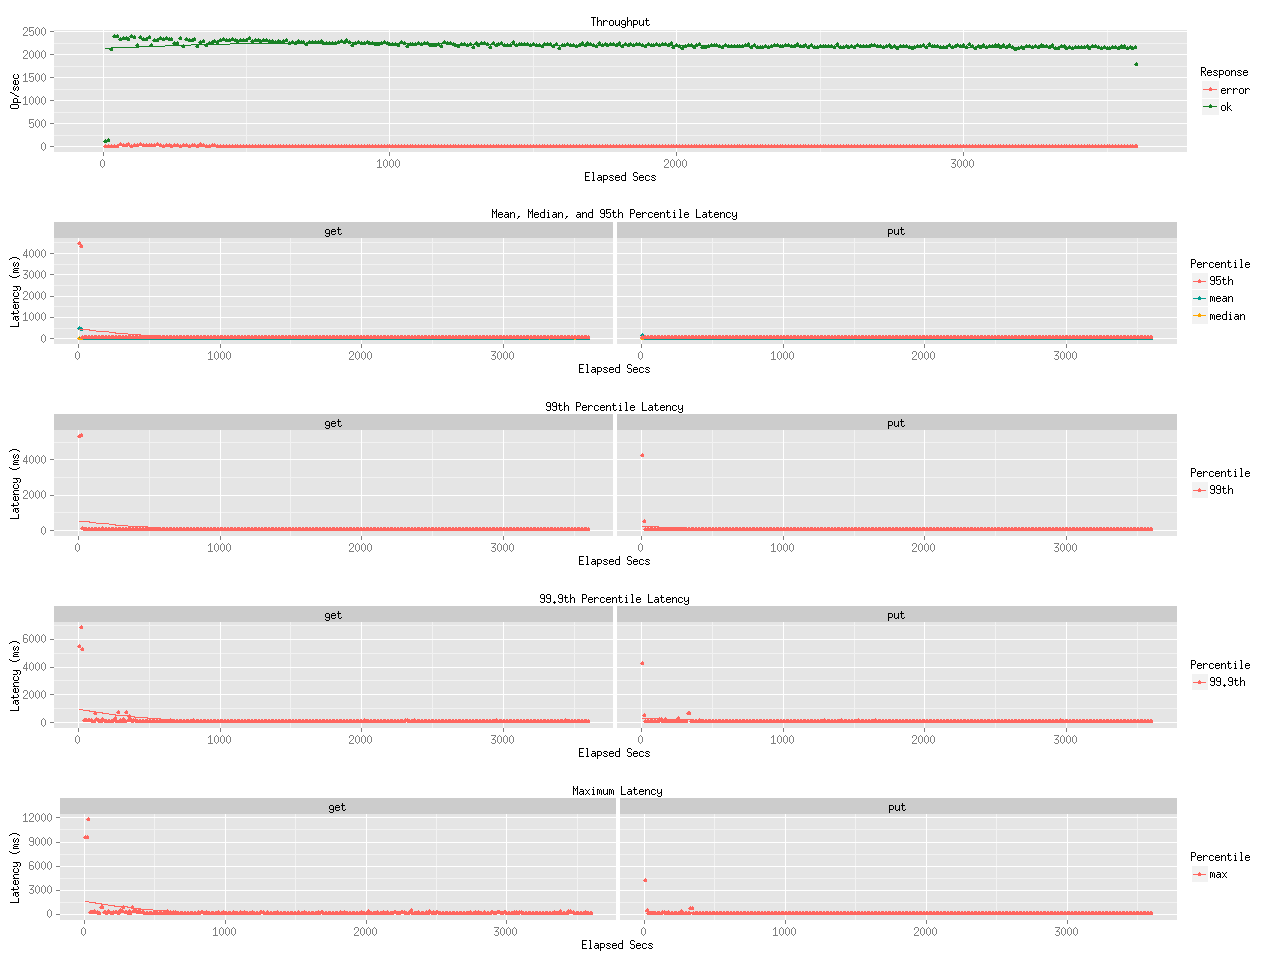 Throughput
2500
2000
1500
1000
500
0
Op/sec
0 1000 2000 3000
Elapsed Secs
Response
error
ok
Mean, Median, and 95th Percentile Latency
get put
4000
3000
2000
1000
0
Latency (ms)
0 1000 2000 3000 0 1000 2000 3000
Elapsed Secs
Percentile
95th
mean
median
99th Percentile Latency
get put
4000
2000
0
Latency (ms)
0 1000 2000 3000 0 1000 2000 3000
Elapsed Secs
Percentile
99th
99.9th Percentile Latency
get put
6000
4000
2000
0
Latency (ms)
0 1000 2000 3000 0 1000 2000 3000
Elapsed Secs
Percentile
99.9th
Maximum Latency
get put
12000
9000
6000
3000
0
Latency (ms)
0 1000 2000 3000 0 1000 2000 3000
Elapsed Secs
Percentile
max